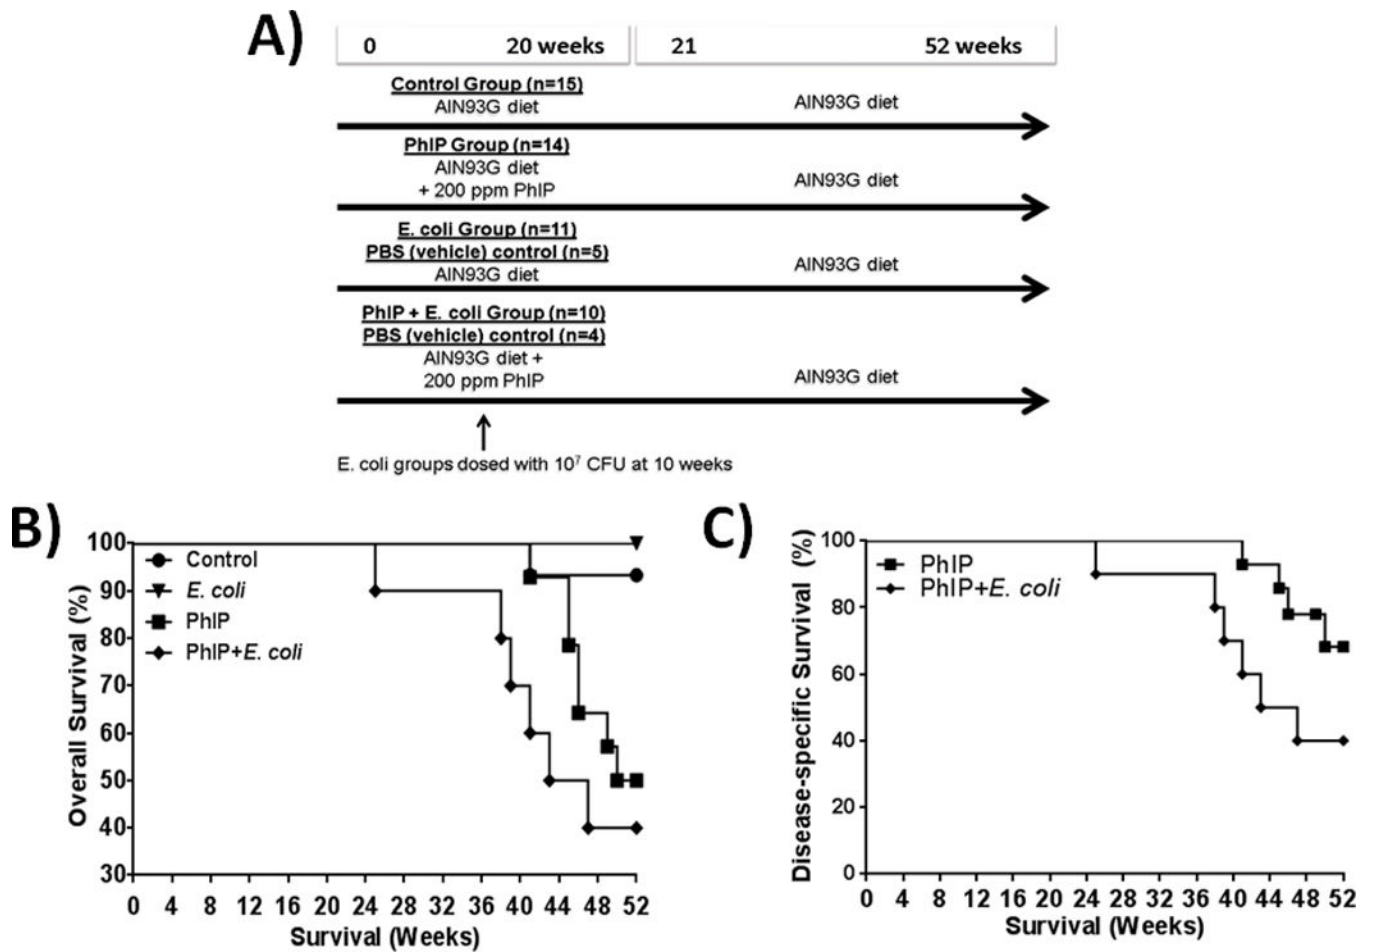 A)
0 20 weeks 21 52 weeks
Control Group (n=15)
AIN93G diet
AIN93G diet
PhIP Group (n=14)
AIN93G diet
+ 200 ppm PhIP
AIN93G diet
E. coli Group (n=11)
PBS (vehicle) control (n=5)
AIN93G diet
AIN93G diet
PhIP + E. coli Group (n=10)
PBS (vehicle) control (n=4)
AIN93G diet +
200 ppm PhIP
AIN93G diet
E. coli groups dosed with 10⁷ CFU at 10 weeks
B)
Overall Survival (%)
100
90
80
70
60
50
40
30
Control
E. coli
PhIP
PhIP+E. coli
0 4 8 12 16 20 24 28 32 36 40 44 48 52
Survival (Weeks)
C)
Disease-specific Survival (%)
100
80
60
40
20
0
PhIP
PhIP+E. coli
0 4 8 12 16 20 24 28 32 36 40 44 48 52
Survival (Weeks)